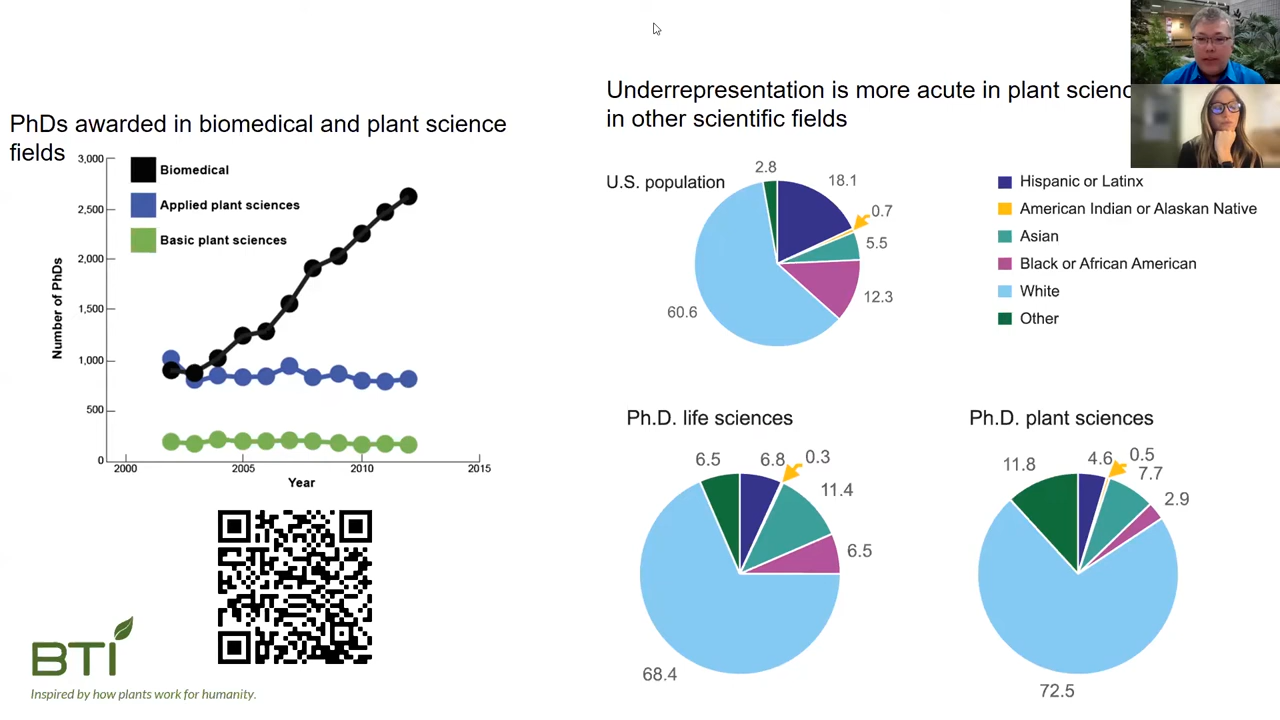 PhDs awarded in biomedical and plant science
fields
3,000
2,500
2,000
1,500
1,000
500
0
Number of PhDs
Biomedical
Applied plant sciences
Basic plant sciences
2000
2005
2010
2015
Year
BTI
Inspired by how plants work for humanity.
Underrepresentation is more acute in plant scienc
in other scientific fields
U.S. population
2.8
18.1
0.7
5.5
12.3
60.6
Hispanic or Latinx
American Indian or Alaskan Native
Asian
Black or African American
White
Other
Ph.D. life sciences
6.5
6.8
0.3
11.4
6.5
68.4
Ph.D. plant sciences
11.8
4.6
0.5
7.7
2.9
72.5